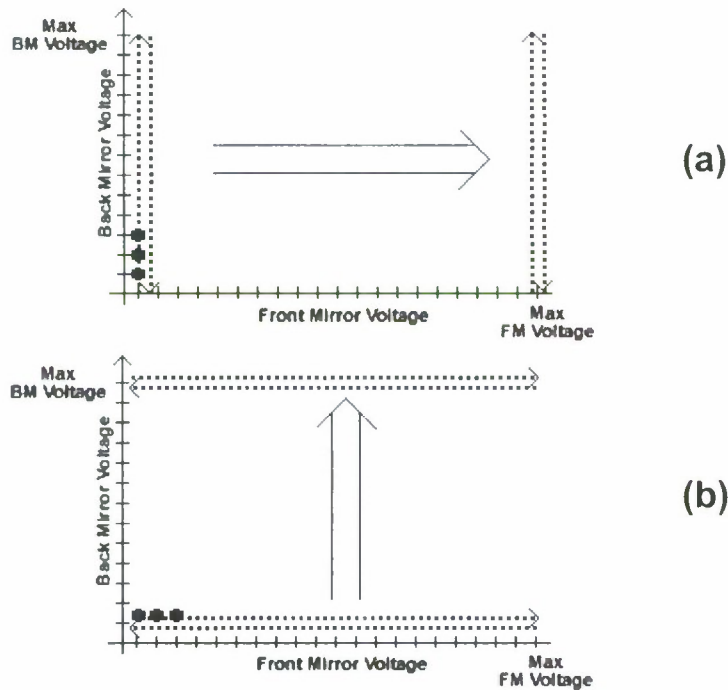 Max
BM Voltage
Back Mirror Voltage
Front Mirror Voltage
Max
FM Voltage
(a)
Max
BM Voltage
Back Mirror Voltage
Front Mirror Voltage
Max
FM Voltage
(b)